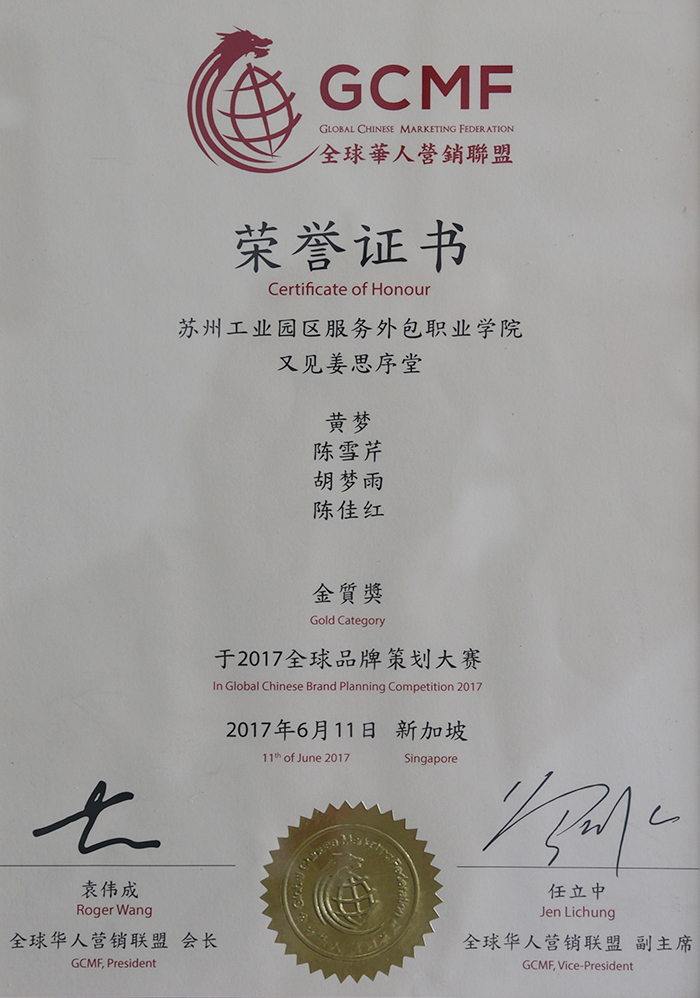 GCMF
GLOBAL CHINESE MARKETING FEDERATION
全球華人营銷聯盟
荣誉证书
Certificate of Honour
苏州工业园区服务外包职业学院
又见姜思序堂
黄梦
陈雪芹
胡梦雨
陈佳红
金質獎
Gold Category
于2017全球品牌策划大赛
In Global Chinese Brand Planning Competition 2017
2017年6月11日 新加坡
11th of June 2017 Singapore
袁伟成
Roger Wang
全球华人营销联盟 会长
GCMF, President
任立中
Jen Lichung
全球华人营销联盟 副主席
GCMF, Vice-President